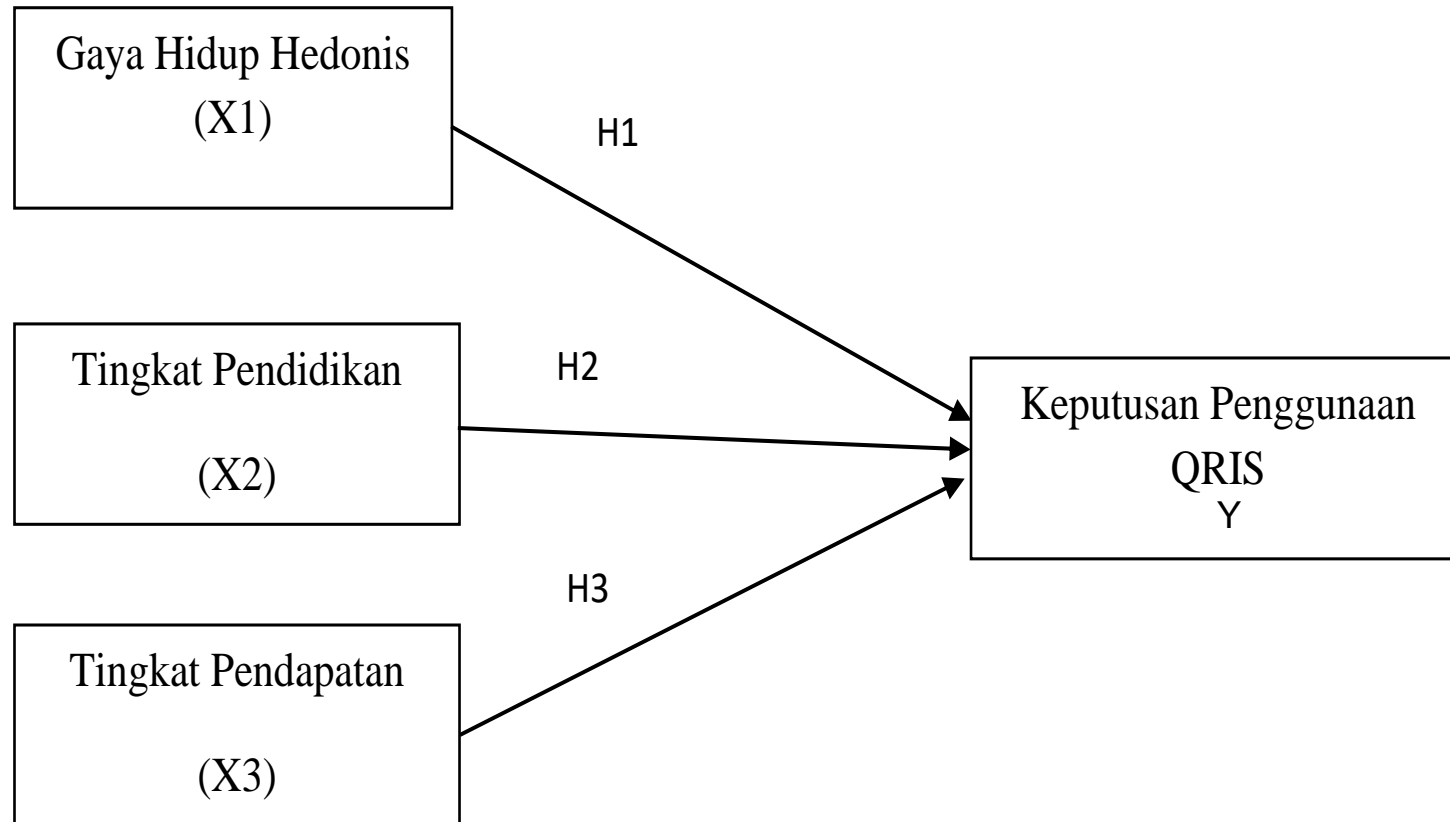 Gaya Hidup Hedonis
(X1)
H1
Tingkat Pendidikan
(X2)
H2
Keputusan Penggunaan
QRIS
Y
H3
Tingkat Pendapatan
(X3)